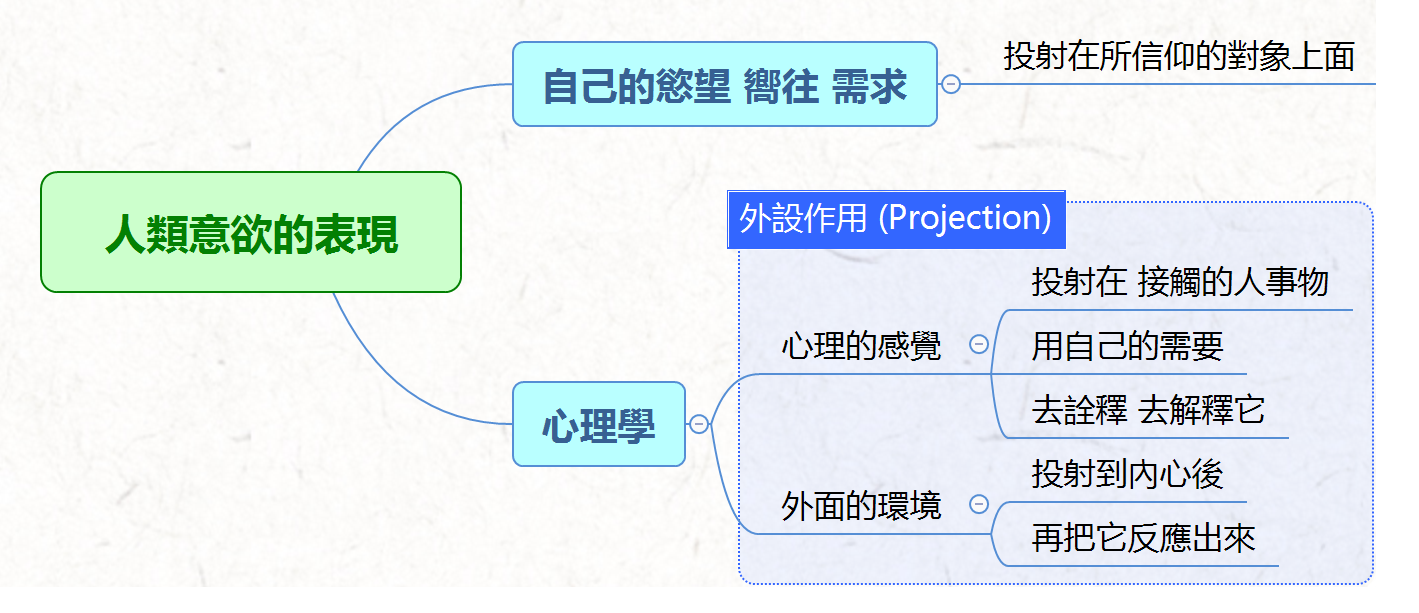 投射在所信仰的對象上面
自己的慾望 嚮往 需求
人類意欲的表現
外設作用 (Projection)
投射在 接觸的人事物
心理的感覺
用自己的需要
去詮釋 去解釋它
心理學
投射到內心後
外面的環境
再把它反應出來